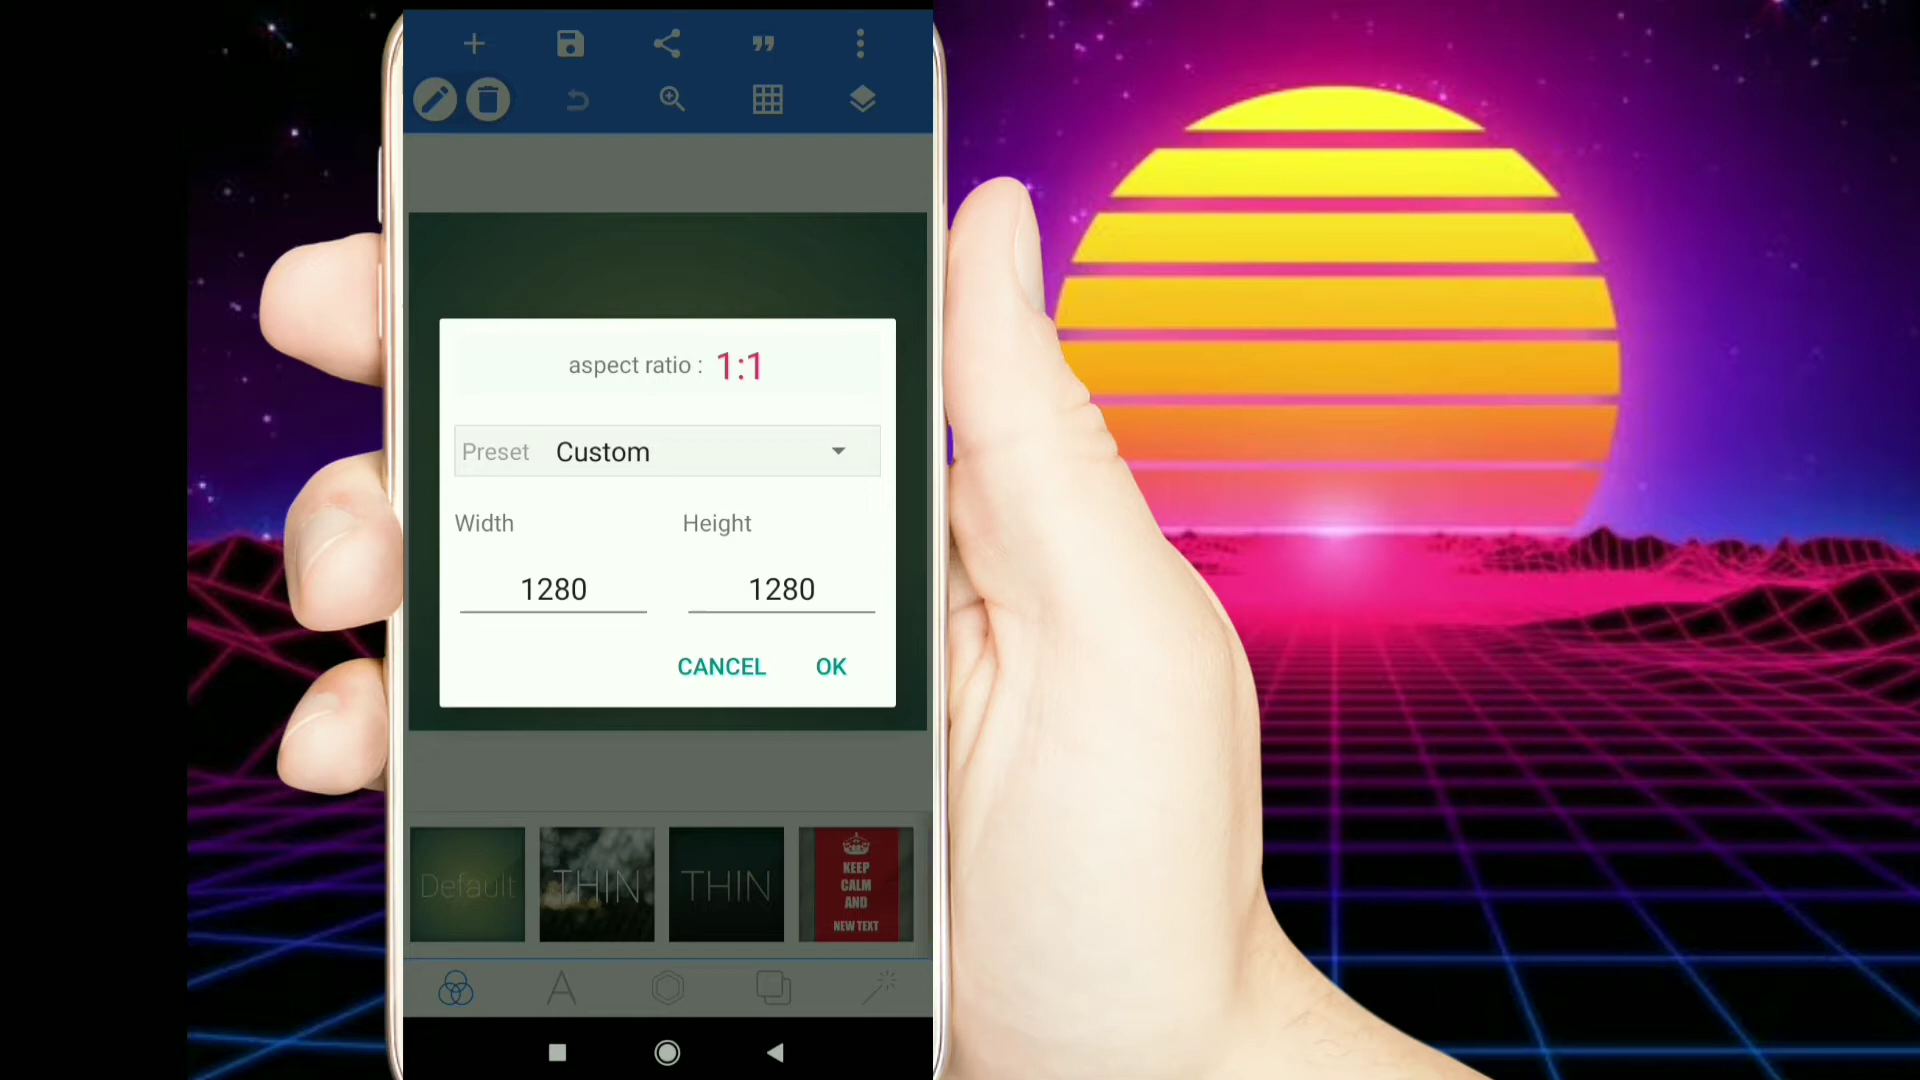 aspect ratio : 1:1
Preset Custom
Width Height
1280 1280
CANCEL OK
Default
THIN
THIN
KEEP
CALM
AND
NEW TEXT